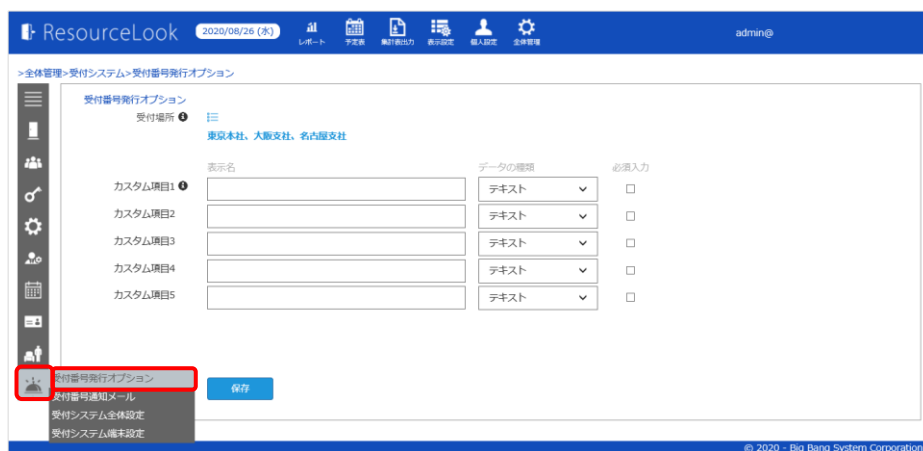 ResourceLook 2020/08/26 (水) レポート 予定表 集計表出力 表示設定 個人設定 全体管理 admin@
>全体管理>受付システム>受付番号発行オプション
受付番号発行オプション
受付場所
東京本社、大阪支社、名古屋支社
表示名 データの種類 必須入力
カスタム項目1 テキスト
カスタム項目2 テキスト
カスタム項目3 テキスト
カスタム項目4 テキスト
カスタム項目5 テキスト
受付番号発行オプション
保存
受付番号通知メール
受付システム全体設定
受付システム端末設定
© 2020 - Big Bang System Corporation